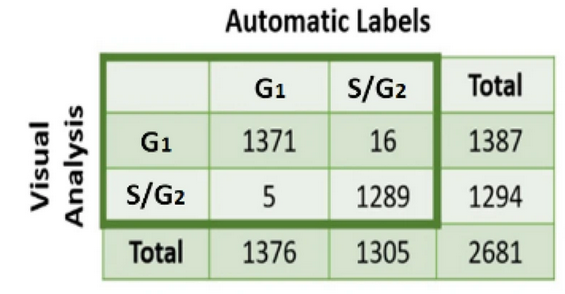 Automatic Labels
Visual
Analysis
G1 S/G2 Total
G1 1371 16 1387
S/G2 5 1289 1294
Total 1376 1305 2681